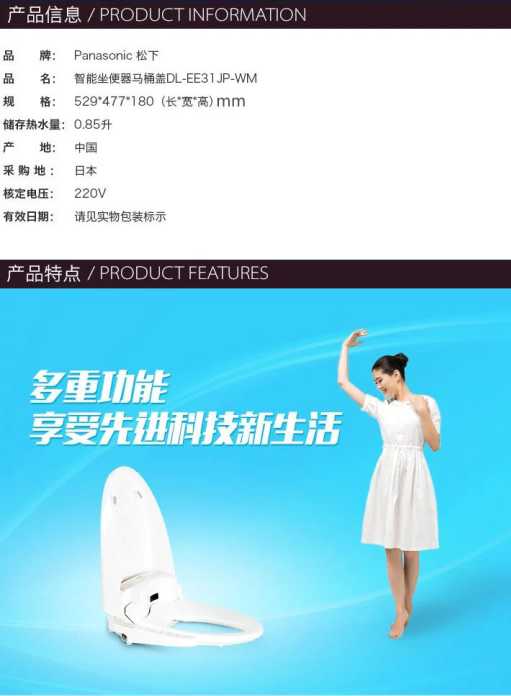 产品信息 / PRODUCT INFORMATION
品 牌： Panasonic 松下
品 名： 智能坐便器马桶盖DL-EE31JP-WM
规 格： 529*477*180（长*宽*高）mm
储存热水量： 0.85升
产 地： 中国
采 购 地 ： 日本
核定电压： 220V
有效日期： 请见实物包装标示
产品特点 / PRODUCT FEATURES
多重功能
享受先进科技新生活